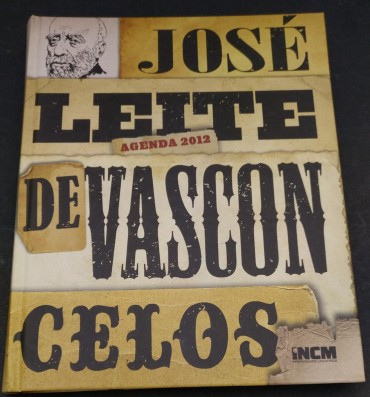 JOSÉ
LEITE
AGENDA 2012
DE VASCON
CELOS
INCM